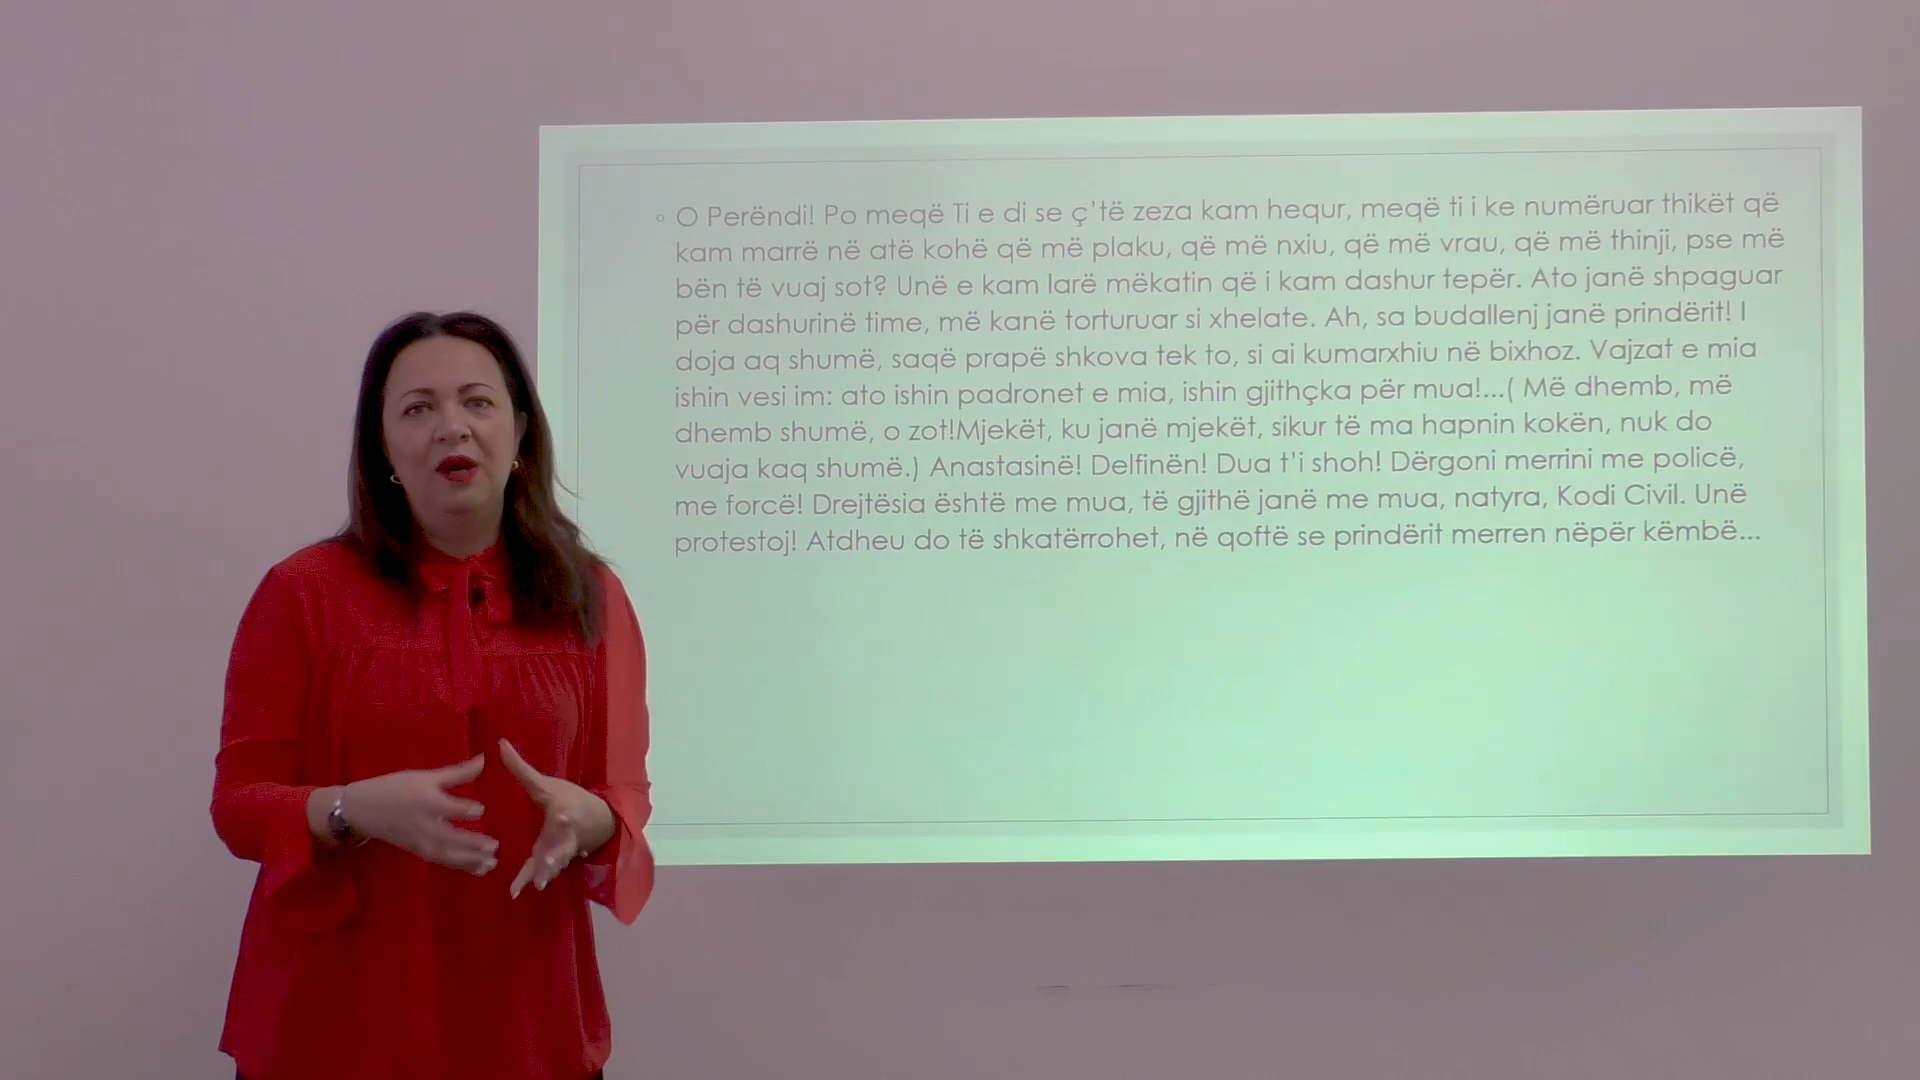 O Perëndi! Po meqë Ti e di se ç'të zeza kam hequr, meqë ti i ke numëruar thikët që
kam marrë në atë kohë që më plaku, që më nxiu, që më vrau, që më thinji, pse më
bën të vuaj sot? Unë e kam larë mëkatin që i kam dashur tepër. Ato janë shpaguar
për dashurinë time, më kanë torturuar si xhelate. Ah, sa budallenj janë prindërit! I
doja aq shumë, saqë prapë shkova tek to, si ai kumarxhiu në bixhoz. Vajzat e mia
ishin vesi im: ato ishin padronet e mia, ishin gjithçka për mua!...( Më dhemb, më
dhemb shumë, o zot!Mjekët, ku janë mjekët, sikur të ma hapnin kokën, nuk do
vuaja kaq shumë.) Anastasinë! Delfinën! Dua t'i shoh! Dërgoni merrini me policë,
me forcë! Drejtësia është me mua, të gjithë janë me mua, natyra, Kodi Civil. Unë
protestoj! Atdheu do të shkatërrohet, në qoftë se prindërit merren nëpër këmbë...